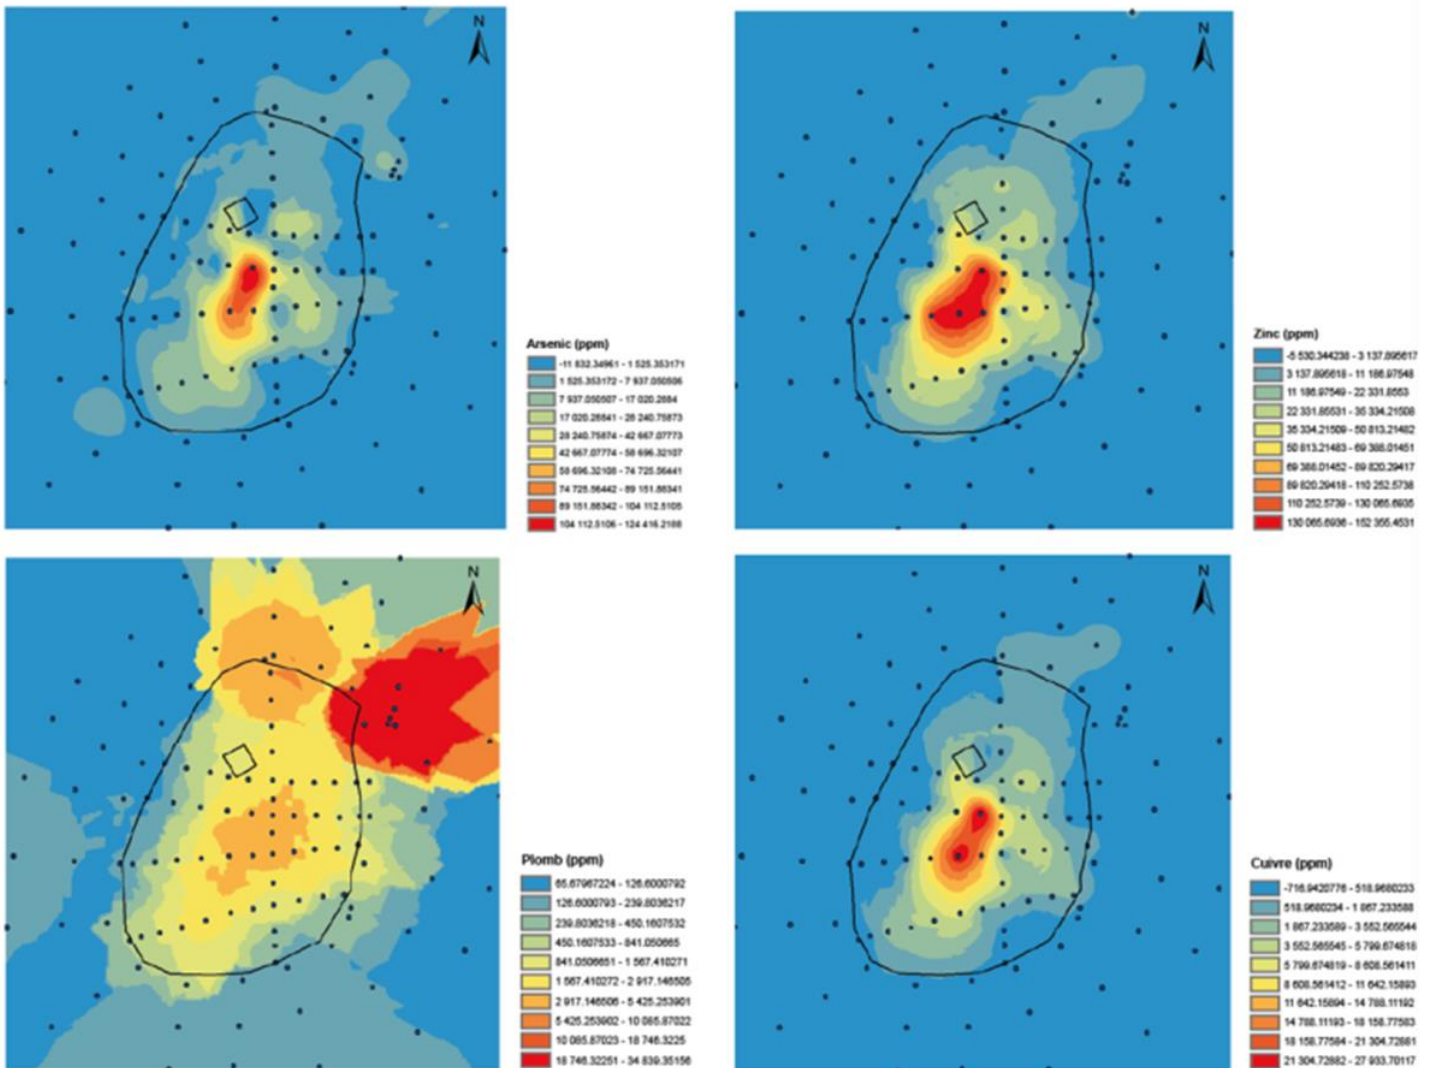 N
N
Arsenic (ppm)
-11 832.34961 - 1 525.353171
1 525.353172 - 7 937.050506
7 937.050507 - 17 020.2884
17 020.28841 - 28 240.75873
28 240.75874 - 42 667.07773
42 667.07774 - 58 696.32107
58 696.32108 - 74 725.56441
74 725.56442 - 89 151.88341
89 151.88342 - 104 112.5105
104 112.5106 - 124 416.2188
Zinc (ppm)
-5 530.344238 - 3 137.895617
3 137.895618 - 11 186.97548
11 186.97549 - 22 331.8553
22 331.85531 - 35 334.21508
35 334.21509 - 50 813.21482
50 813.21483 - 69 388.01451
69 388.01452 - 89 820.29417
89 820.29418 - 110 252.5738
110 252.5739 - 130 065.6935
130 065.6936 - 152 355.4531
N
N
Plomb (ppm)
65.67967224 - 126.6000792
126.6000793 - 239.8036217
239.8036218 - 450.1607532
450.1607533 - 841.050665
841.0506651 - 1 567.410271
1 567.410272 - 2 917.146505
2 917.146506 - 5 425.253901
5 425.253902 - 10 085.87022
10 085.87023 - 18 746.3225
18 746.32251 - 34 839.35156
Cuivre (ppm)
-716.9420776 - 518.9680233
518.9680234 - 1 867.233588
1 867.233589 - 3 552.565544
3 552.565545 - 5 799.674818
5 799.674819 - 8 608.561411
8 608.561412 - 11 642.15893
11 642.15894 - 14 788.11192
14 788.11193 - 18 158.77583
18 158.77584 - 21 304.72881
21 304.72882 - 27 933.70117